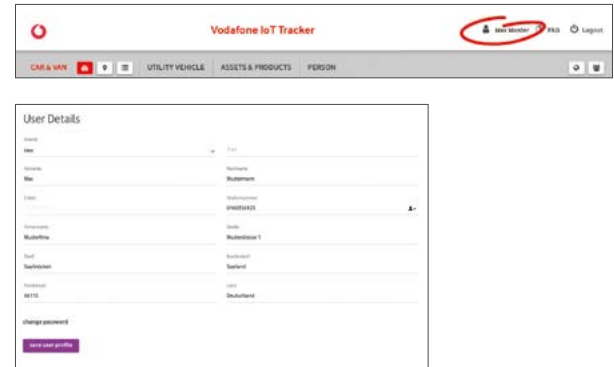 Vodafone IoT Tracker
Max Muster
FAQ
Logout
CAR & VAN
UTILITY VEHICLE
ASSETS & PRODUCTS
PERSON
User Details
Anrede
Herr
Titel
Vorname
Nachname
Max
Mustermann
E-Mail
Telefonnummer
Firmenname
Straße
Musterfirma
Musterstrasse 1
Stadt
Bundesland
Saarbrücken
Saarland
Postleitzahl
Land
66115
Deutschland
change password
save user profile